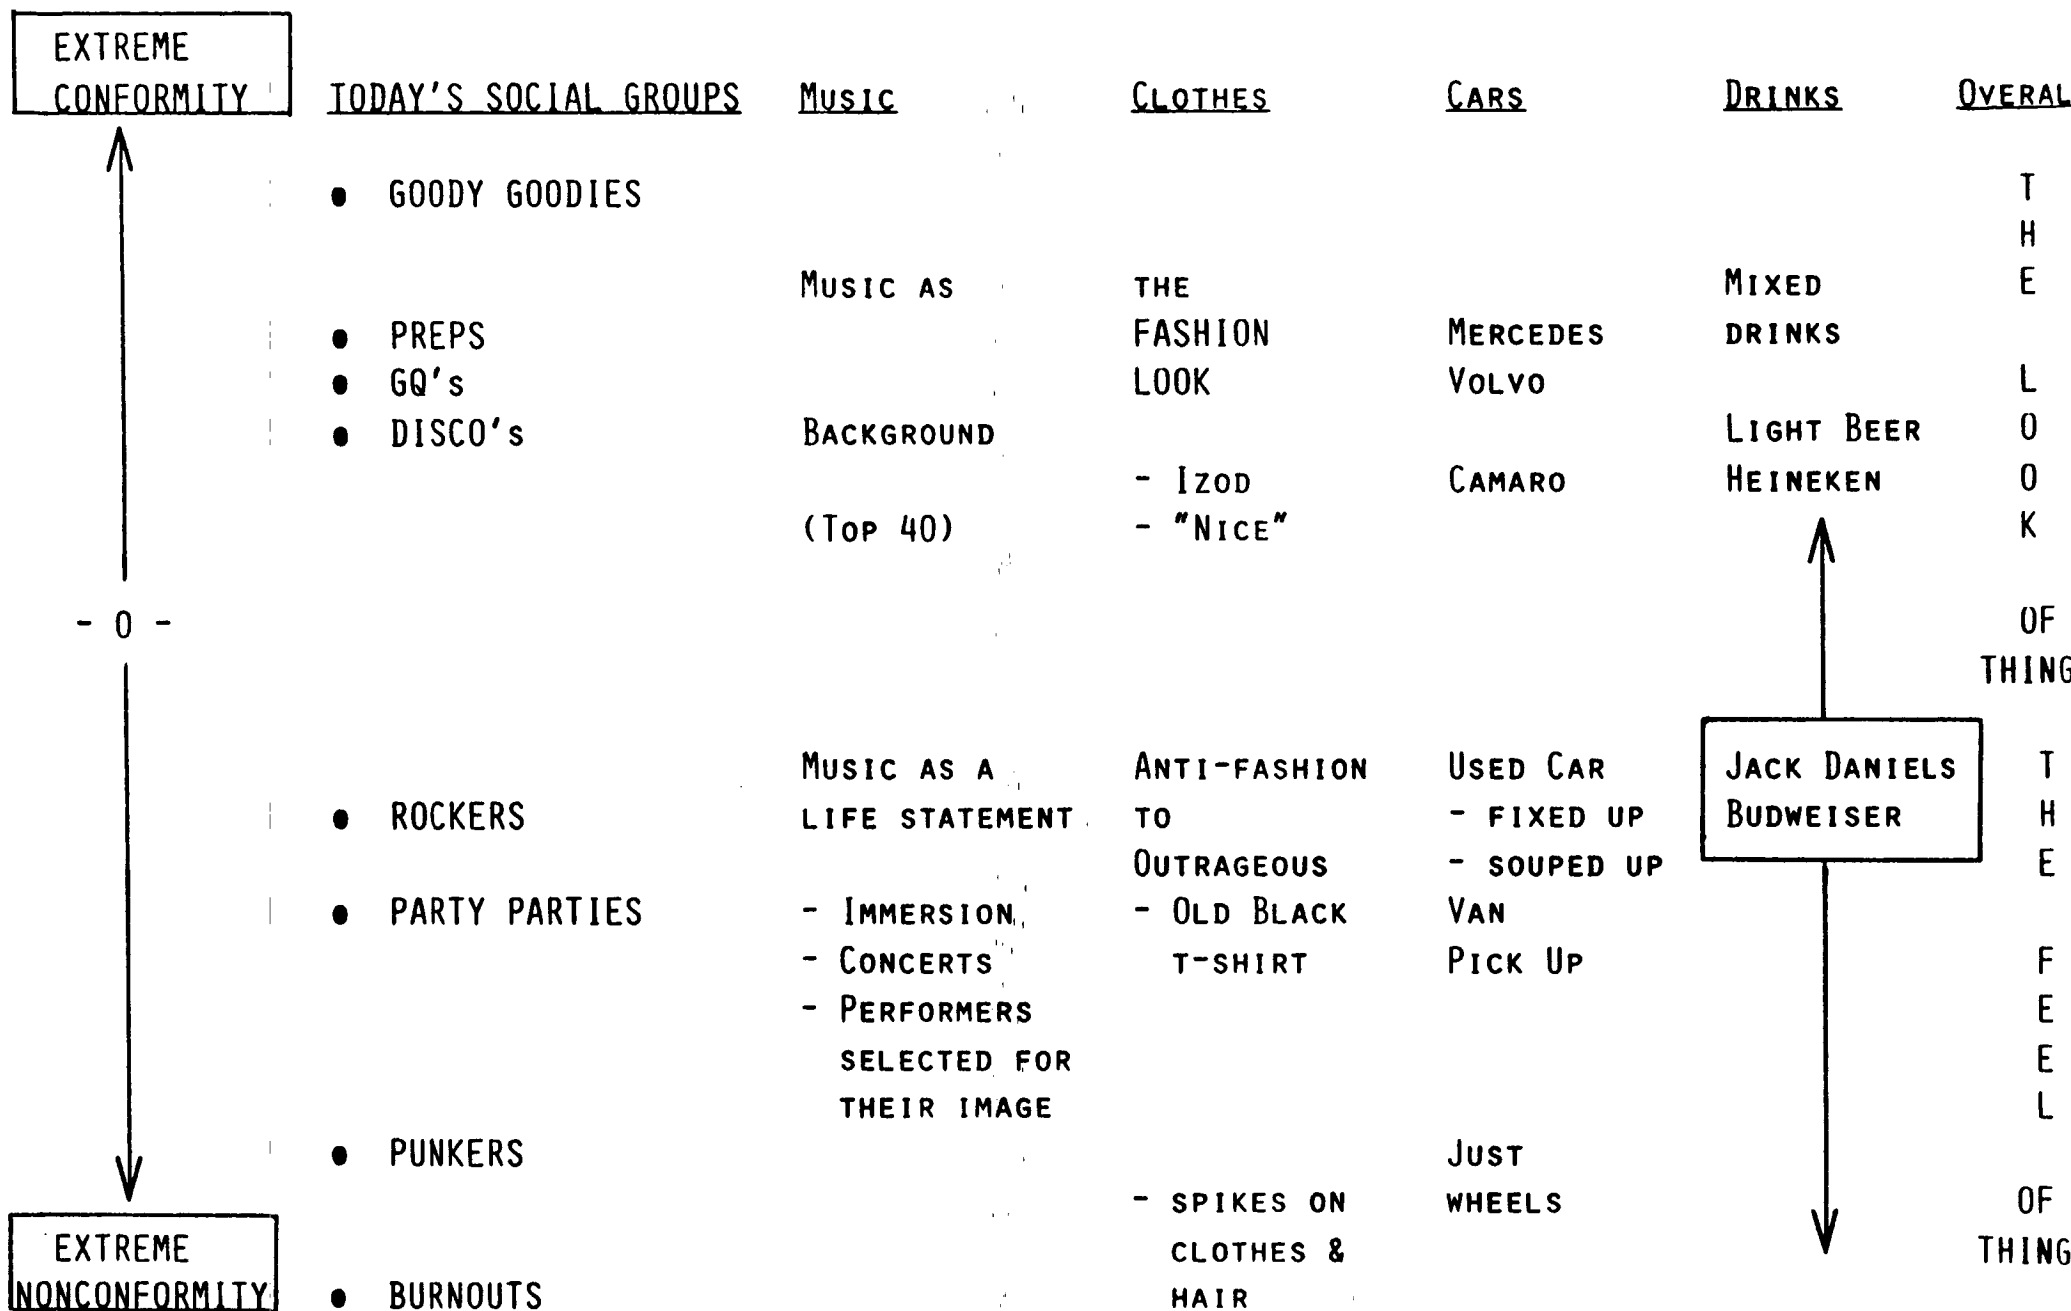 EXTREME
CONFORMITY TODAY'S SOCIAL GROUPS MUSIC CLOTHES CARS DRINKS OVERAL
• GOODY GOODIES T
H
MUSIC AS THE MIXED E
• PREPS FASHION MERCEDES DRINKS
• GQ's LOOK VOLVO L
• DISCO's BACKGROUND LIGHT BEER O
- IZOD CAMARO HEINEKEN O
(TOP 40) - "NICE" K
- 0 - OF
THING
MUSIC AS A ANTI-FASHION USED CAR JACK DANIELS T
• ROCKERS LIFE STATEMENT TO - FIXED UP BUDWEISER H
OUTRAGEOUS - SOUPED UP E
• PARTY PARTIES - IMMERSION - OLD BLACK VAN
- CONCERTS T-SHIRT PICK UP F
- PERFORMERS E
SELECTED FOR E
THEIR IMAGE L
• PUNKERS JUST
- SPIKES ON WHEELS OF
EXTREME CLOTHES & THING
NONCONFORMITY • BURNOUTS HAIR